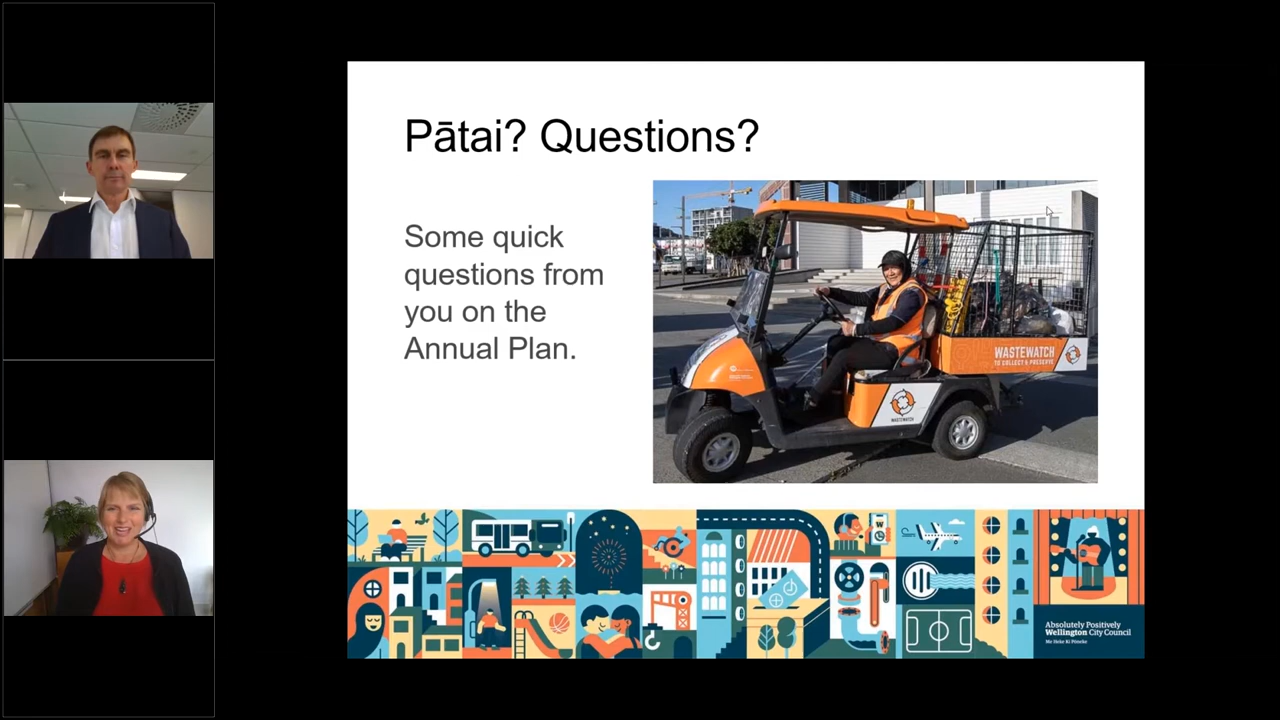 Pātai? Questions?
Some quick
questions from
you on the
Annual Plan.
WASTEWATCH
TO COLLECT & PRESERVE
WASTEWATCH
W
Absolutely Positively
Wellington City Council
Me Heke Ki Pōneke